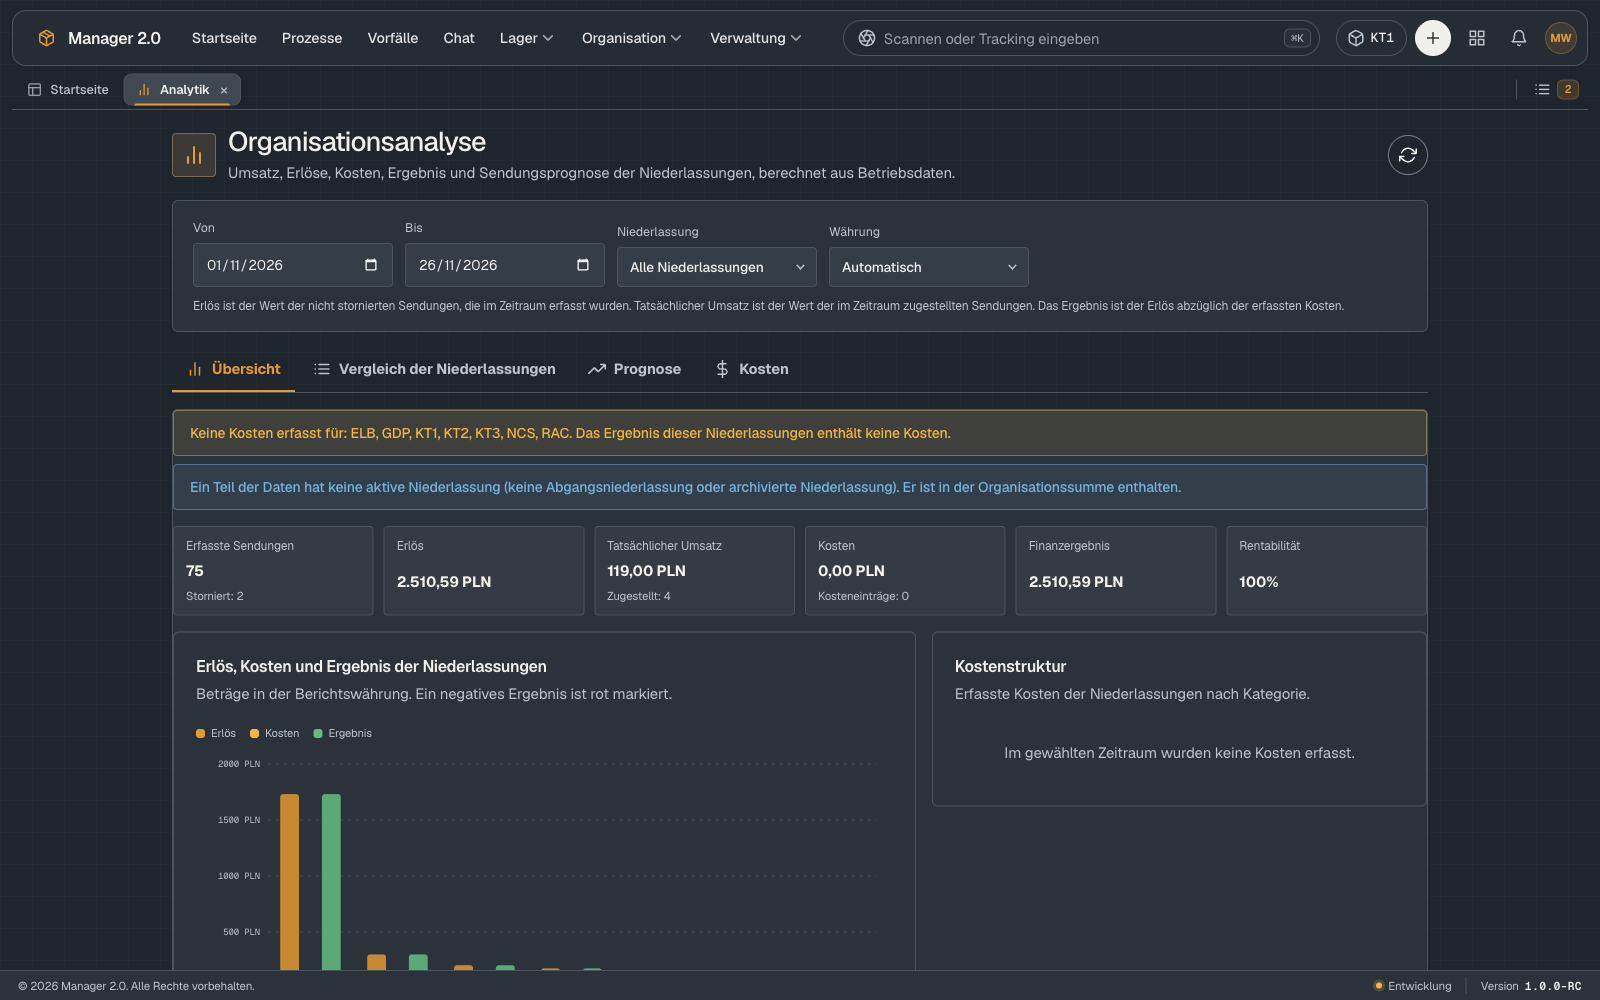 Manager 2.0
Startseite
Prozesse
Vorfälle
Chat
Lager
Organisation
Verwaltung
Scannen oder Tracking eingeben
⌘K
KT1
MW
Startseite
Analytik ×
2
Organisationsanalyse
Umsatz, Erlöse, Kosten, Ergebnis und Sendungsprognose der Niederlassungen, berechnet aus Betriebsdaten.
Von
Bis
Niederlassung
Währung
01/11/2026
26/11/2026
Alle Niederlassungen
Automatisch
Erlös ist der Wert der nicht stornierten Sendungen, die im Zeitraum erfasst wurden. Tatsächlicher Umsatz ist der Wert der im Zeitraum zugestellten Sendungen. Das Ergebnis ist der Erlös abzüglich der erfassten Kosten.
Übersicht
Vergleich der Niederlassungen
Prognose
Kosten
Keine Kosten erfasst für: ELB, GDP, KT1, KT2, KT3, NCS, RAC. Das Ergebnis dieser Niederlassungen enthält keine Kosten.
Ein Teil der Daten hat keine aktive Niederlassung (keine Abgangsniederlassung oder archivierte Niederlassung). Er ist in der Organisationssumme enthalten.
Erfasste Sendungen
75
Storniert: 2
Erlös
2.510,59 PLN
Tatsächlicher Umsatz
119,00 PLN
Zugestellt: 4
Kosten
0,00 PLN
Kosteneinträge: 0
Finanzergebnis
2.510,59 PLN
Rentabilität
100%
Erlös, Kosten und Ergebnis der Niederlassungen
Beträge in der Berichtswährung. Ein negatives Ergebnis ist rot markiert.
Erlös
Kosten
Ergebnis
2000 PLN
1500 PLN
1000 PLN
500 PLN
Kostenstruktur
Erfasste Kosten der Niederlassungen nach Kategorie.
Im gewählten Zeitraum wurden keine Kosten erfasst.
© 2026 Manager 2.0. Alle Rechte vorbehalten.
Entwicklung
Version 1.0.0-RC